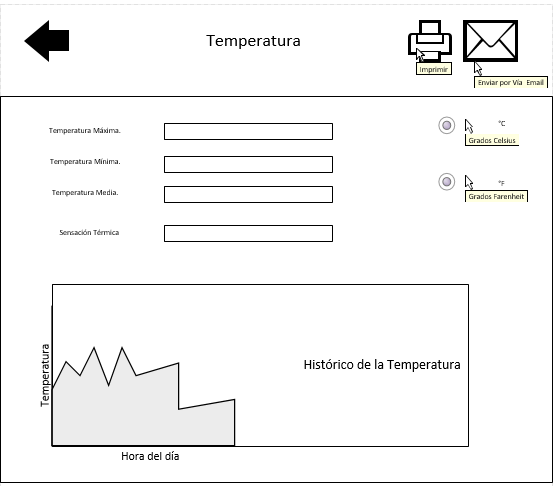 Temperatura
Imprimir
Enviar por Vía Email
Temperatura Máxima.
°C
Grados Celsius
Temperatura Mínima.
Temperatura Media.
°F
Grados Farenheit
Sensación Térmica
Temperatura
Histórico de la Temperatura
Hora del día